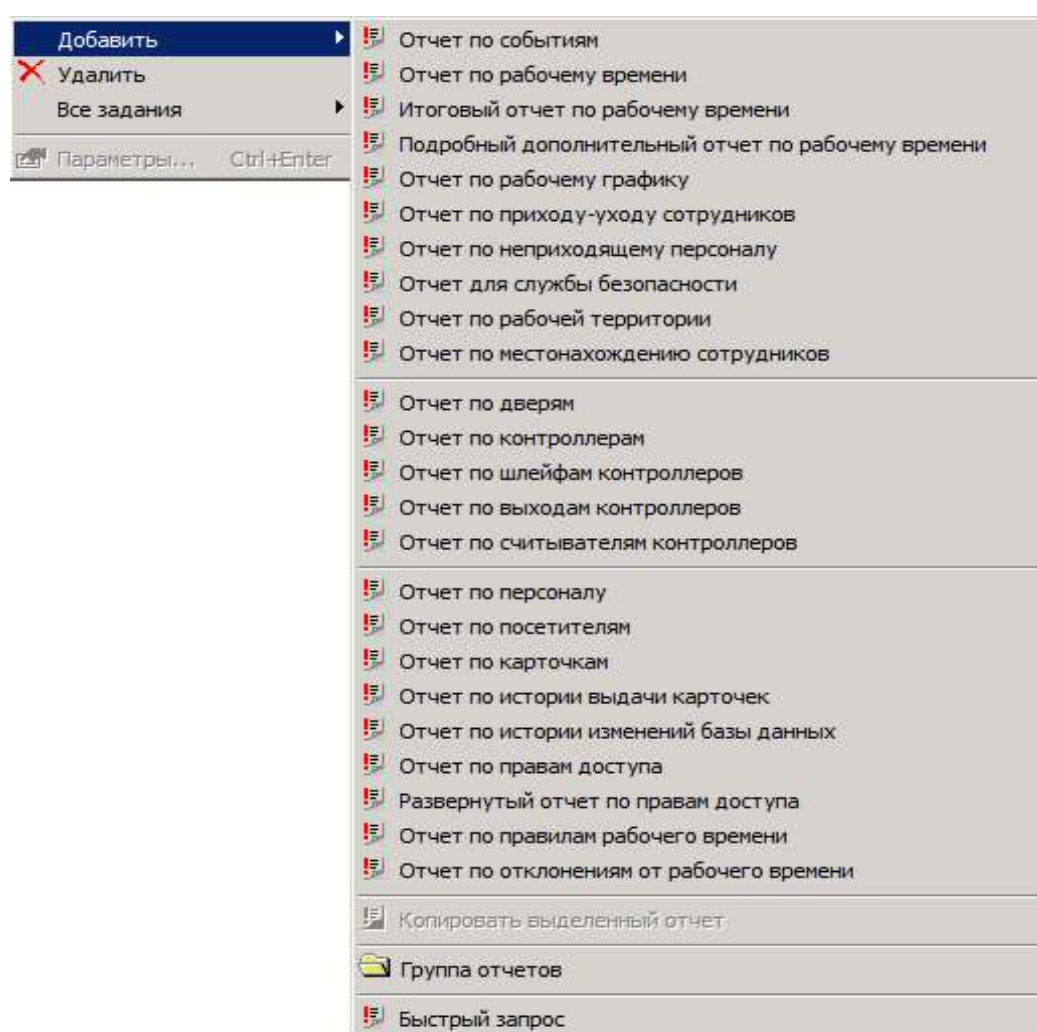 Добавить
Удалить
Все задания
Параметры... Ctrl+Enter
Отчет по событиям
Отчет по рабочему времени
Итоговый отчет по рабочему времени
Подробный дополнительный отчет по рабочему времени
Отчет по рабочему графику
Отчет по приходу-уходу сотрудников
Отчет по неприходящему персоналу
Отчет для службы безопасности
Отчет по рабочей территории
Отчет по местонахождению сотрудников
Отчет по дверям
Отчет по контроллерам
Отчет по шлейфам контроллеров
Отчет по выходам контроллеров
Отчет по считывателям контроллеров
Отчет по персоналу
Отчет по посетителям
Отчет по карточкам
Отчет по истории выдачи карточек
Отчет по истории изменений базы данных
Отчет по правам доступа
Развернутый отчет по правам доступа
Отчет по правилам рабочего времени
Отчет по отклонениям от рабочего времени
Копировать выделенный отчет
Группа отчетов
Быстрый запрос